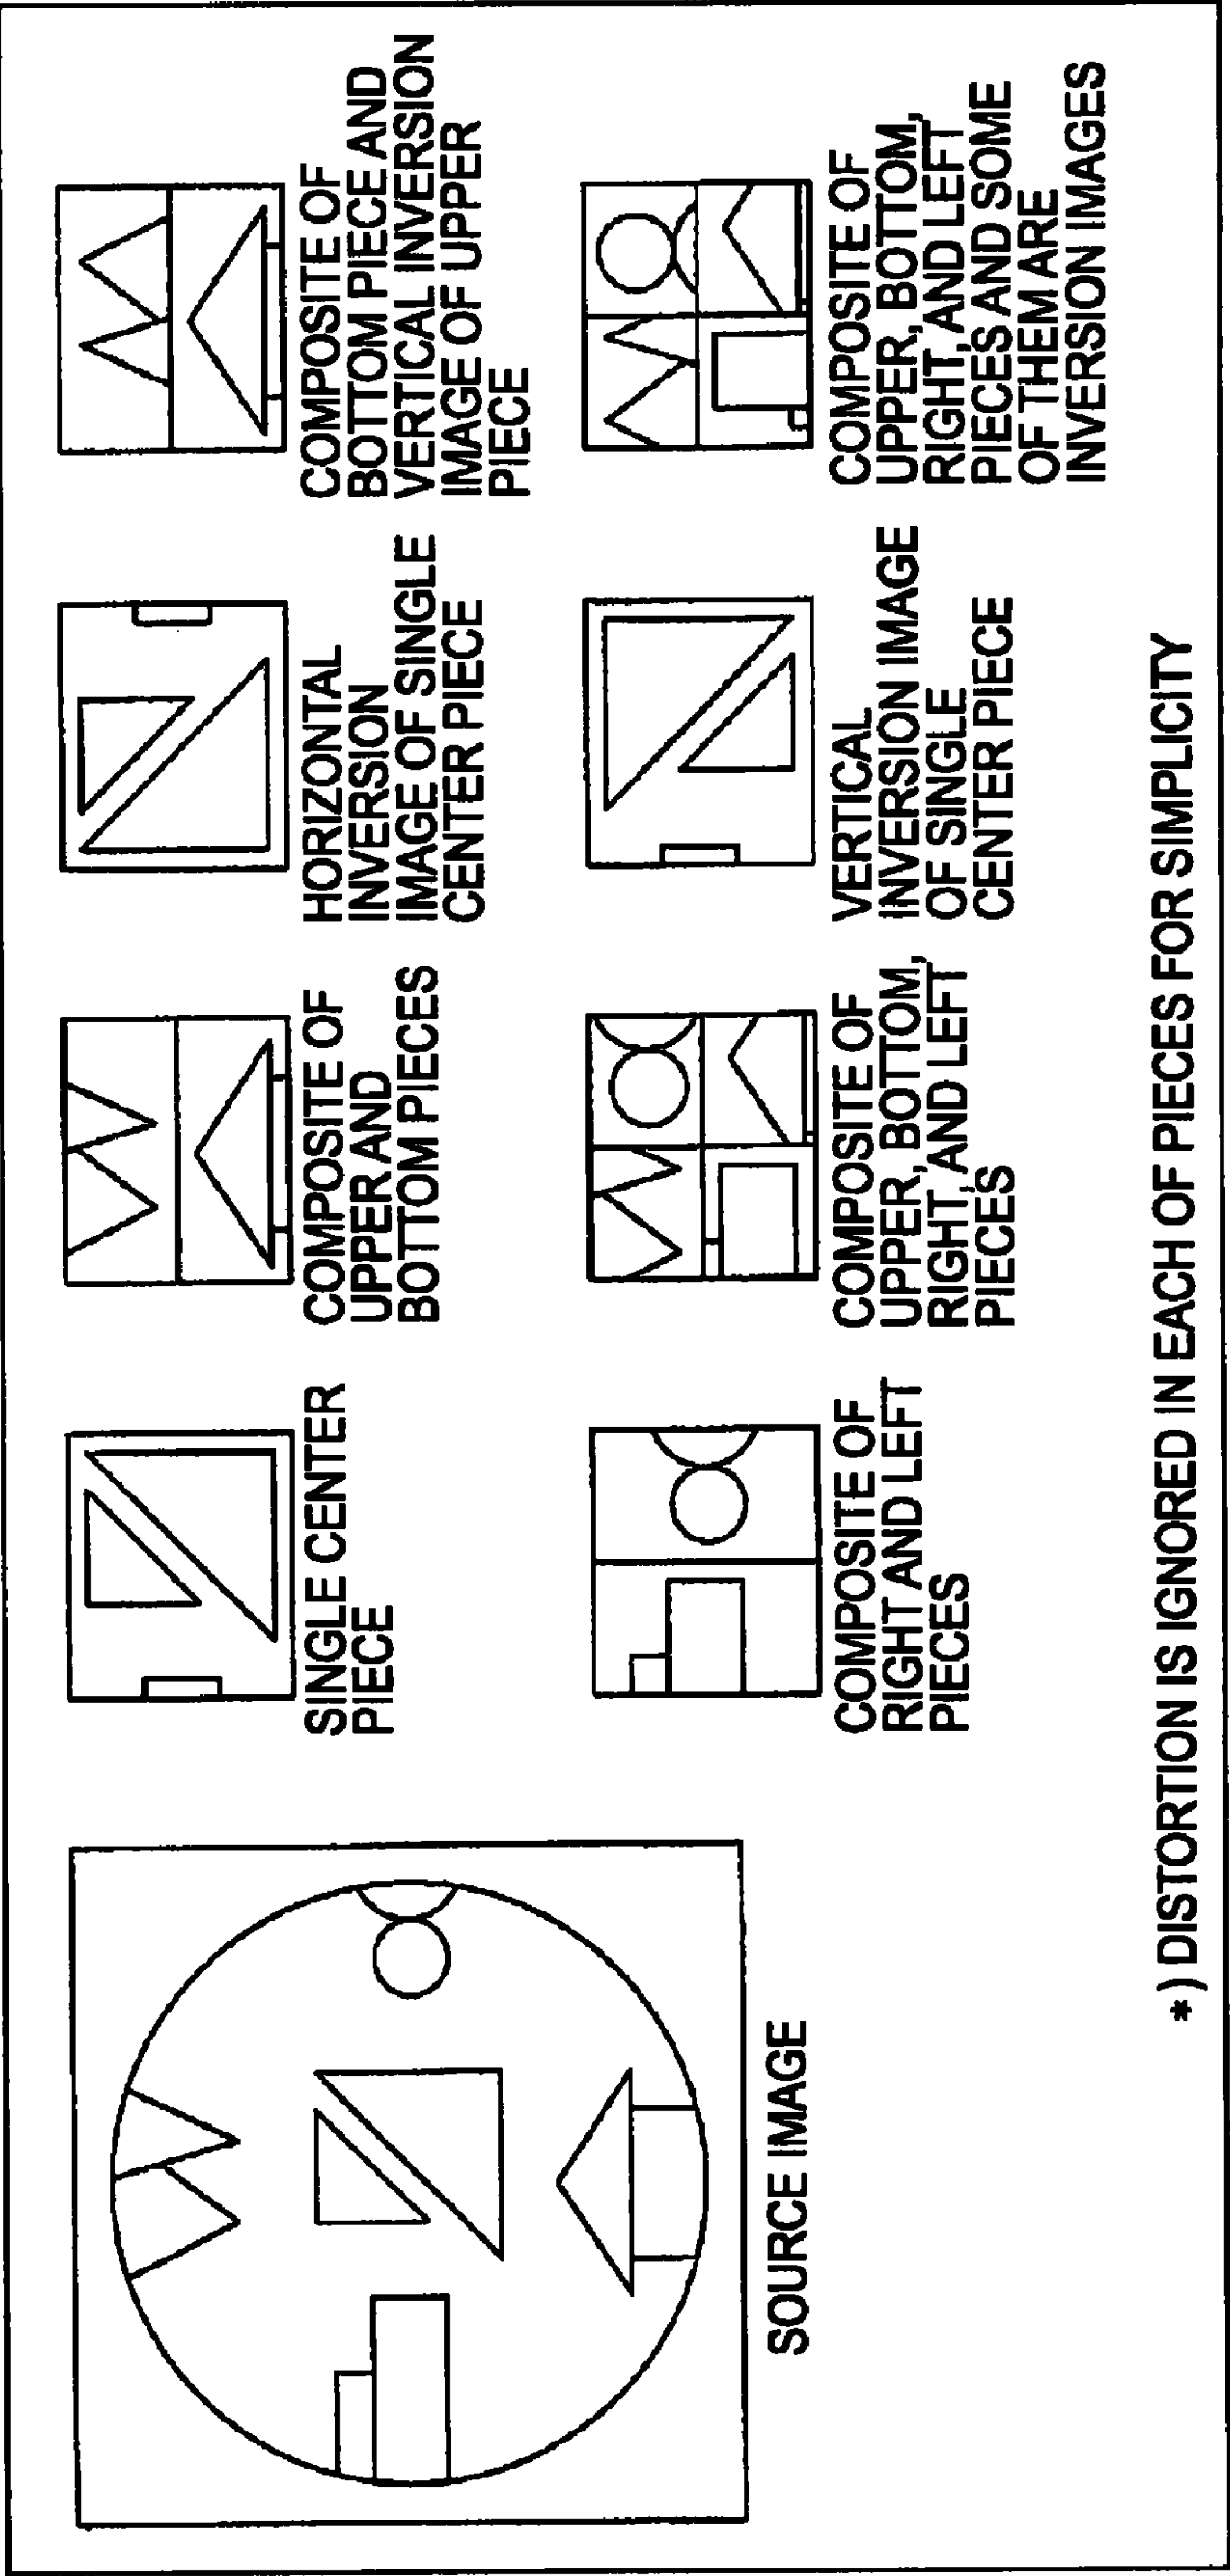 SOURCE IMAGE
SINGLE CENTER
PIECE
COMPOSITE OF
UPPER AND
BOTTOM PIECES
HORIZONTAL
INVERSION
IMAGE OF SINGLE
CENTER PIECE
COMPOSITE OF
BOTTOM PIECE AND
VERTICAL INVERSION
IMAGE OF UPPER
PIECE
COMPOSITE OF
RIGHT AND LEFT
PIECES
COMPOSITE OF
UPPER, BOTTOM,
RIGHT, AND LEFT
PIECES
VERTICAL
INVERSION IMAGE
OF SINGLE
CENTER PIECE
COMPOSITE OF
UPPER, BOTTOM,
RIGHT, AND LEFT
PIECES AND SOME
OF THEM ARE
INVERSION IMAGES
*) DISTORTION IS IGNORED IN EACH OF PIECES FOR SIMPLICITY